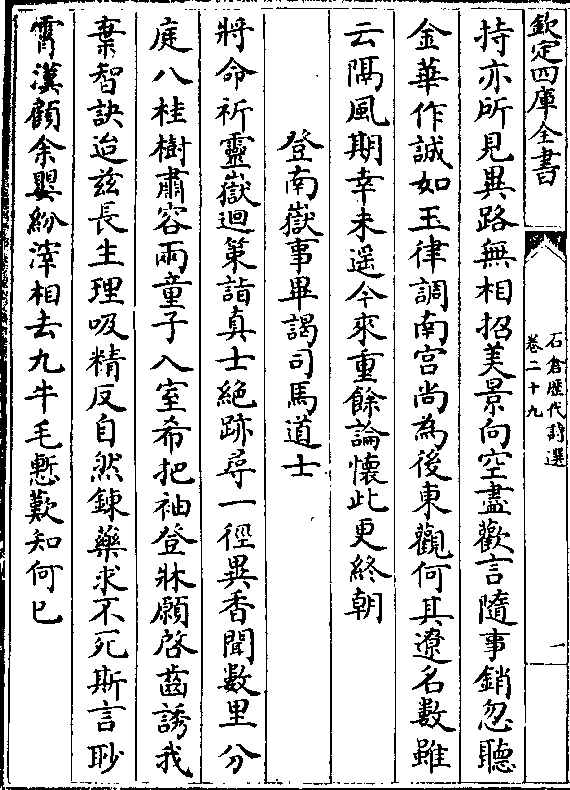 欽定四庫全書
石倉歷代詩選
卷二十九
一
持亦所見異路無相招美景向空盡歡言隨事銷忽聽
金華作誠如玉律調南宮尚為後東觀何其遼名數雖
云隔風期幸未遥今來重餘論懷此更終朝
登南嶽事畢謁司馬道士
將命祈靈嶽迴策詣真士絶跡尋一徑異香聞數里分
庭八桂樹肅容兩童子入室希把袖登牀願啓齒誘我
棄智訣迨兹長生理吸精反自然鍊藥求不死斯言眇
霄漢顧余嬰紛滓相去九牛毛慙歎知何已